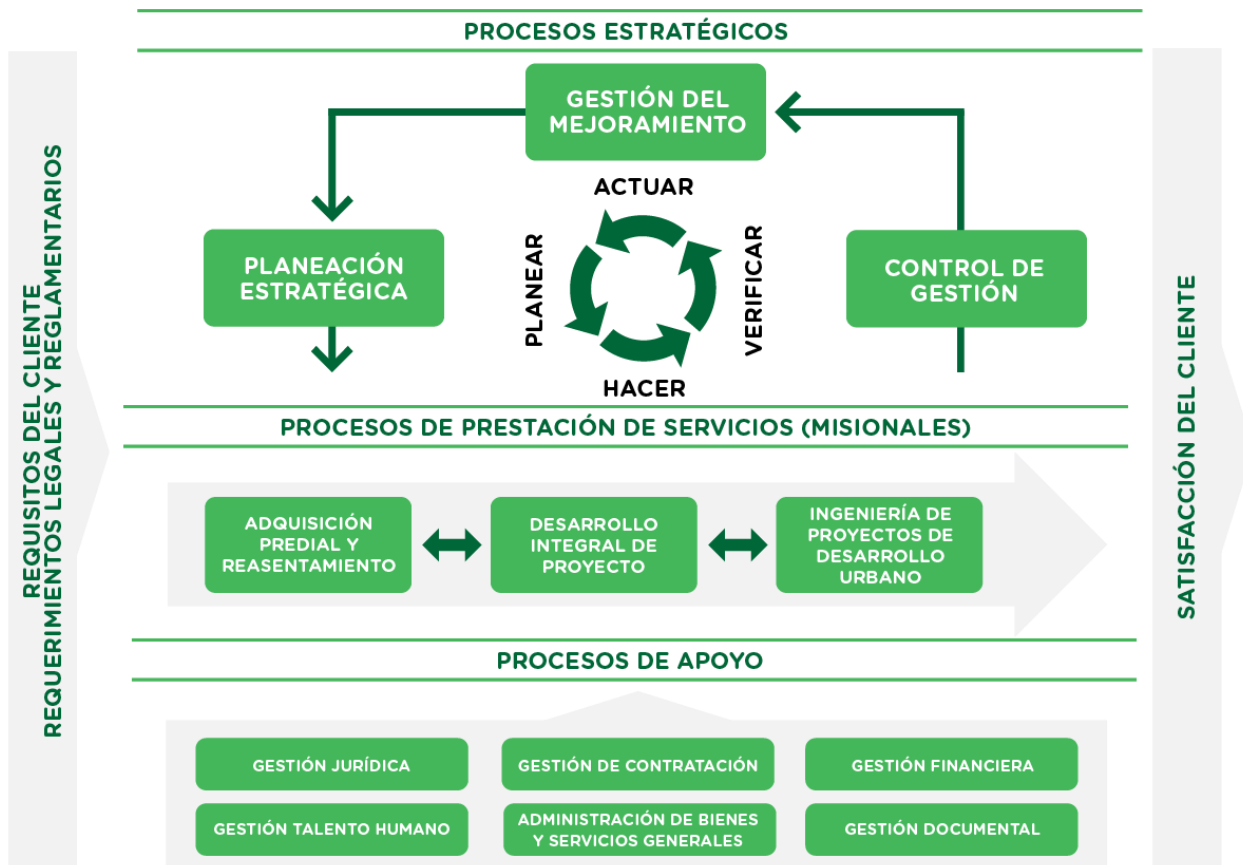 PROCESOS ESTRATÉGICOS
REQUISITOS DEL CLIENTE
REQUERIMIENTOS LEGALES Y REGLAMENTARIOS
GESTIÓN DEL
MEJORAMIENTO
ACTUAR
PLANEAR
VERIFICAR
HACER
PLANEACIÓN
ESTRATÉGICA
CONTROL DE
GESTIÓN
SATISFACCIÓN DEL CLIENTE
PROCESOS DE PRESTACIÓN DE SERVICIOS (MISIONALES)
ADQUISICIÓN
PREDIAL Y
REASENTAMIENTO
DESARROLLO
INTEGRAL DE
PROYECTO
INGENIERÍA DE
PROYECTOS DE
DESARROLLO
URBANO
PROCESOS DE APOYO
GESTIÓN JURÍDICA
GESTIÓN DE CONTRATACIÓN
GESTIÓN FINANCIERA
GESTIÓN TALENTO HUMANO
ADMINISTRACIÓN DE BIENES
Y SERVICIOS GENERALES
GESTIÓN DOCUMENTAL